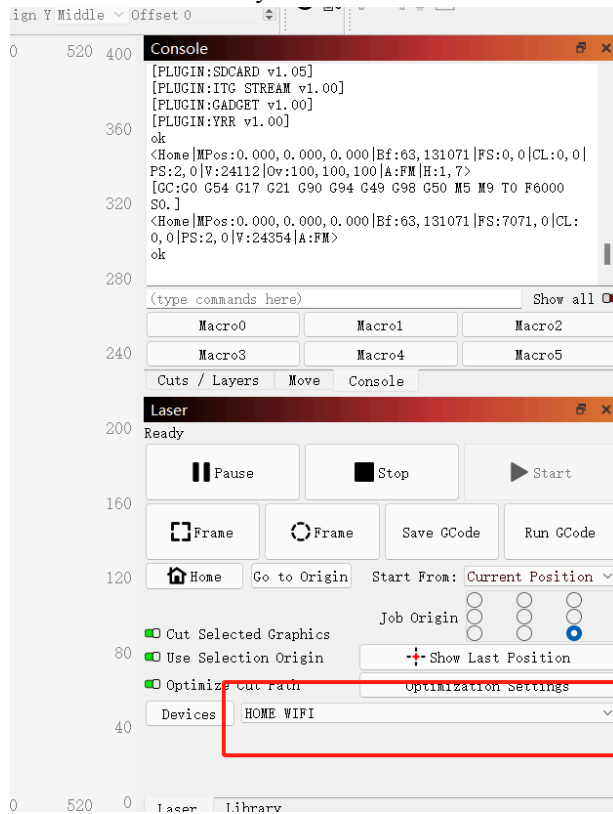 ign Y Middle Offset 0
0 520 400
Console
[PLUGIN:SDCARD v1.05]
[PLUGIN:ITG STREAM v1.00]
[PLUGIN:GADGET v1.00]
[PLUGIN:YRR v1.00]
ok
<Home|MPos:0.000,0.000,0.000|Bf:63,131071|FS:0,0|CL:0,0|
PS:2,0|V:24112|Ov:100,100,100|A:FM|H:1,7>
[GC:G0 G54 G17 G21 G90 G94 G49 G98 G50 M5 M9 T0 F6000
S0.]
<Home|MPos:0.000,0.000,0.000|Bf:63,131071|FS:7071,0|CL:
0,0|PS:2,0|V:24354|A:FM>
ok
360
320
280
(type commands here) Show all
Macro0 Macro1 Macro2
240
Macro3 Macro4 Macro5
Cuts / Layers Move Console
Laser
200
Ready
Pause Stop Start
160
Frame Frame Save GCode Run GCode
120
Home Go to Origin Start From: Current Position
Job Origin
Cut Selected Graphics
80
Use Selection Origin Show Last Position
Optimize Cut Path Optimization Settings
Devices HOME WIFI
40
0 520 0
Laser Library